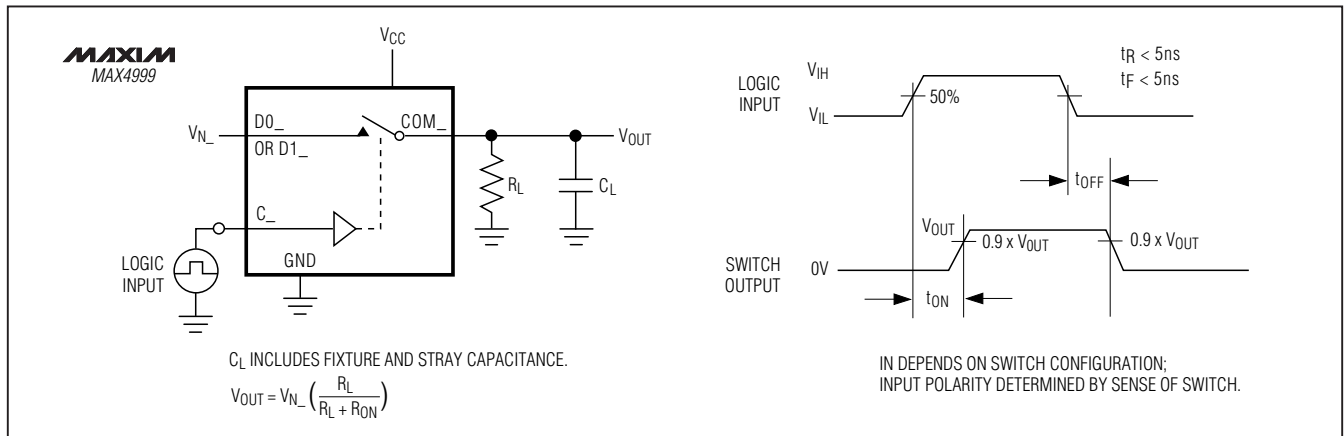 MAXIM
MAX4999
VCC
VN_
D0_
OR D1_
COM_
VOUT
RL
CL
C_
LOGIC
INPUT
GND
CL INCLUDES FIXTURE AND STRAY CAPACITANCE.
VOUT = VN_ ( RL / RL + RON )
LOGIC
INPUT
VIH
VIL
50%
tR < 5ns
tF < 5ns
tOFF
VOUT
0.9 x VOUT
0.9 x VOUT
SWITCH
OUTPUT
0V
tON
IN DEPENDS ON SWITCH CONFIGURATION;
INPUT POLARITY DETERMINED BY SENSE OF SWITCH.